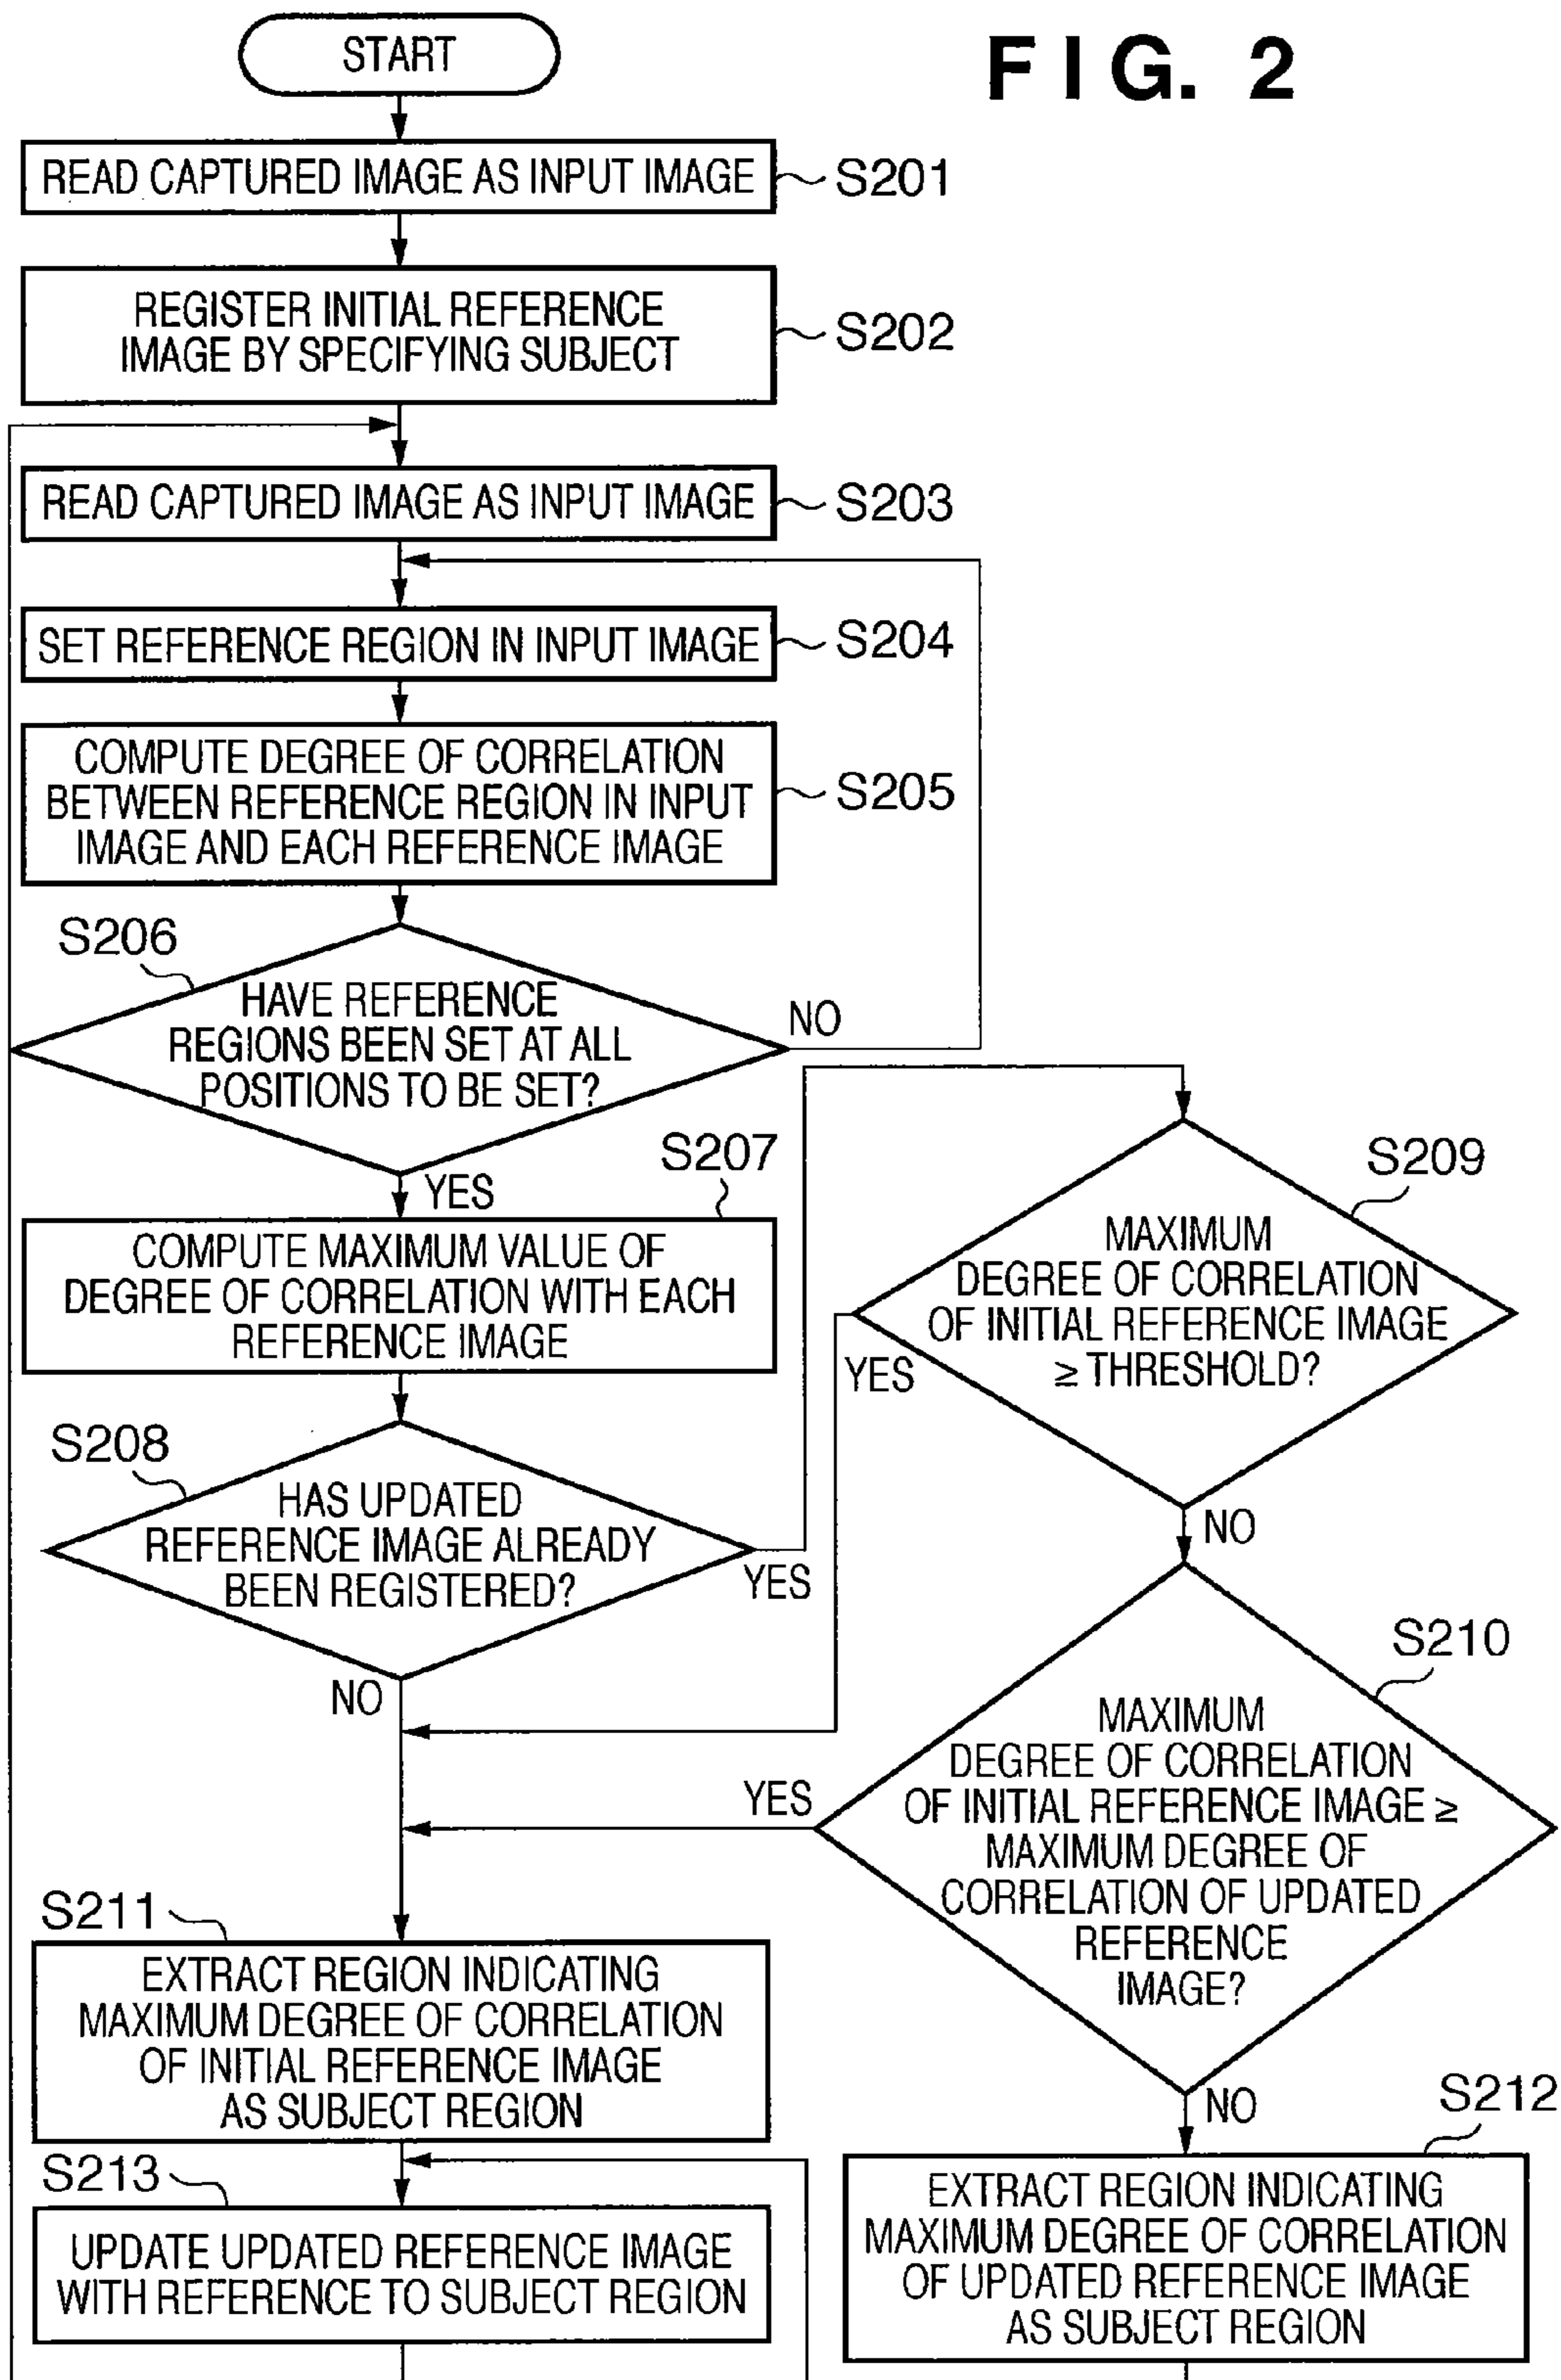 START
FIG. 2
READ CAPTURED IMAGE AS INPUT IMAGE
S201
REGISTER INITIAL REFERENCE
IMAGE BY SPECIFYING SUBJECT
S202
READ CAPTURED IMAGE AS INPUT IMAGE
S203
SET REFERENCE REGION IN INPUT IMAGE
S204
COMPUTE DEGREE OF CORRELATION
BETWEEN REFERENCE REGION IN INPUT
IMAGE AND EACH REFERENCE IMAGE
S205
S206
HAVE REFERENCE
REGIONS BEEN SET AT ALL
POSITIONS TO BE SET?
NO
YES
S207
COMPUTE MAXIMUM VALUE OF
DEGREE OF CORRELATION WITH EACH
REFERENCE IMAGE
S208
HAS UPDATED
REFERENCE IMAGE ALREADY
BEEN REGISTERED?
YES
NO
S209
MAXIMUM
DEGREE OF CORRELATION
OF INITIAL REFERENCE IMAGE
≥ THRESHOLD?
YES
NO
S210
MAXIMUM
DEGREE OF CORRELATION
OF INITIAL REFERENCE IMAGE ≥
MAXIMUM DEGREE OF
CORRELATION OF UPDATED
REFERENCE
IMAGE?
YES
NO
S211
EXTRACT REGION INDICATING
MAXIMUM DEGREE OF CORRELATION
OF INITIAL REFERENCE IMAGE
AS SUBJECT REGION
S212
EXTRACT REGION INDICATING
MAXIMUM DEGREE OF CORRELATION
OF UPDATED REFERENCE IMAGE
AS SUBJECT REGION
S213
UPDATE UPDATED REFERENCE IMAGE
WITH REFERENCE TO SUBJECT REGION